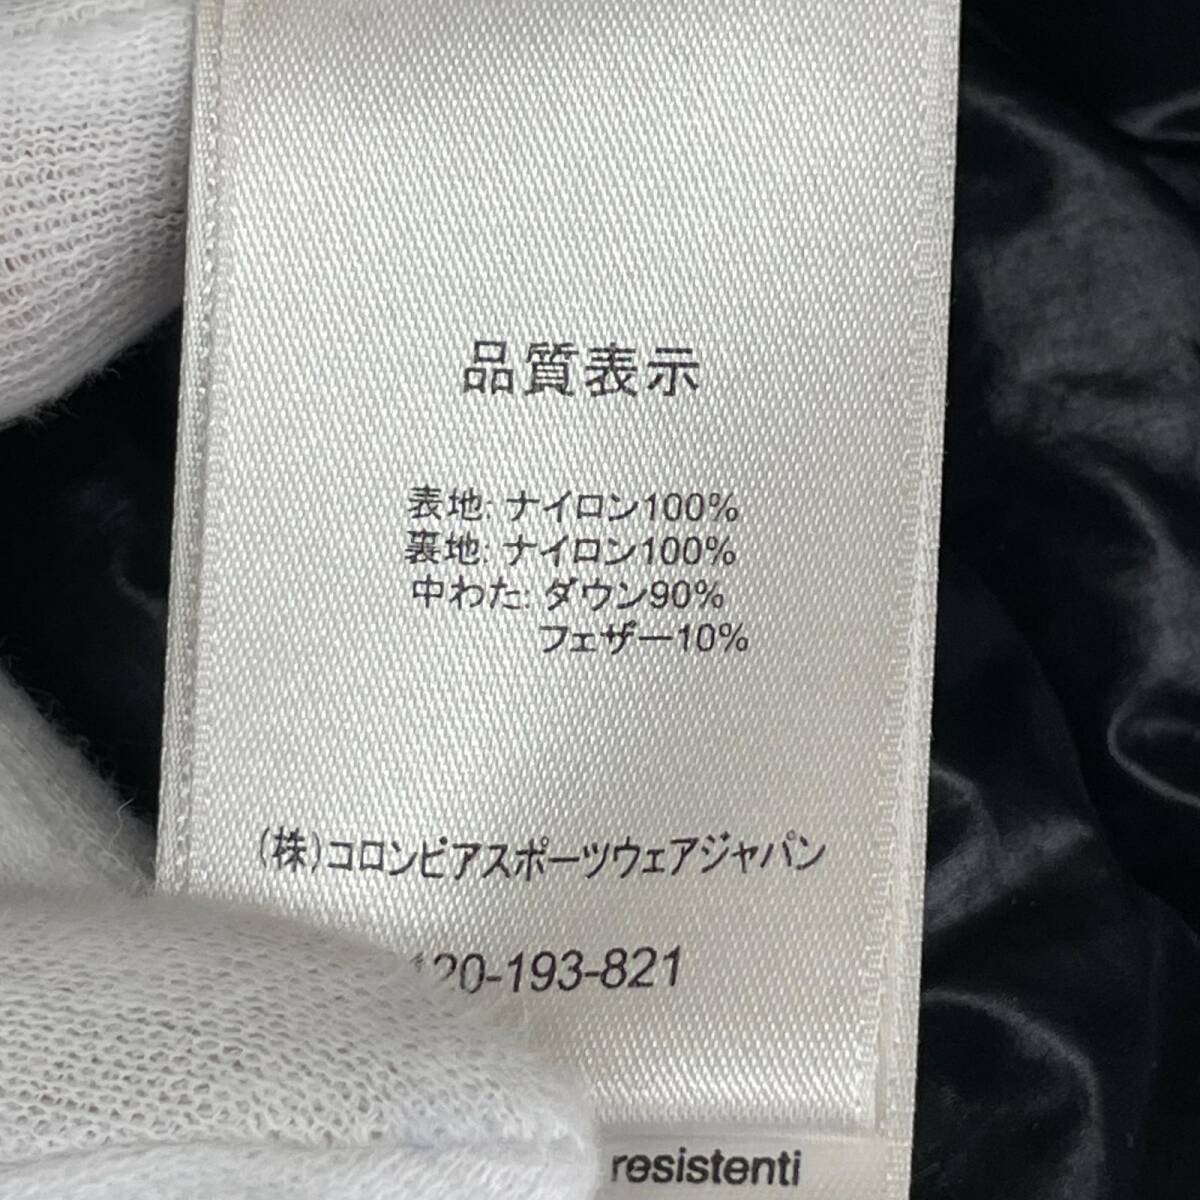 品質表示
表地: ナイロン100%
裏地: ナイロン100%
中わた: ダウン90%
フェザー10%
(株)コロンビアスポーツウェアジャパン
120-193-821
resistenti